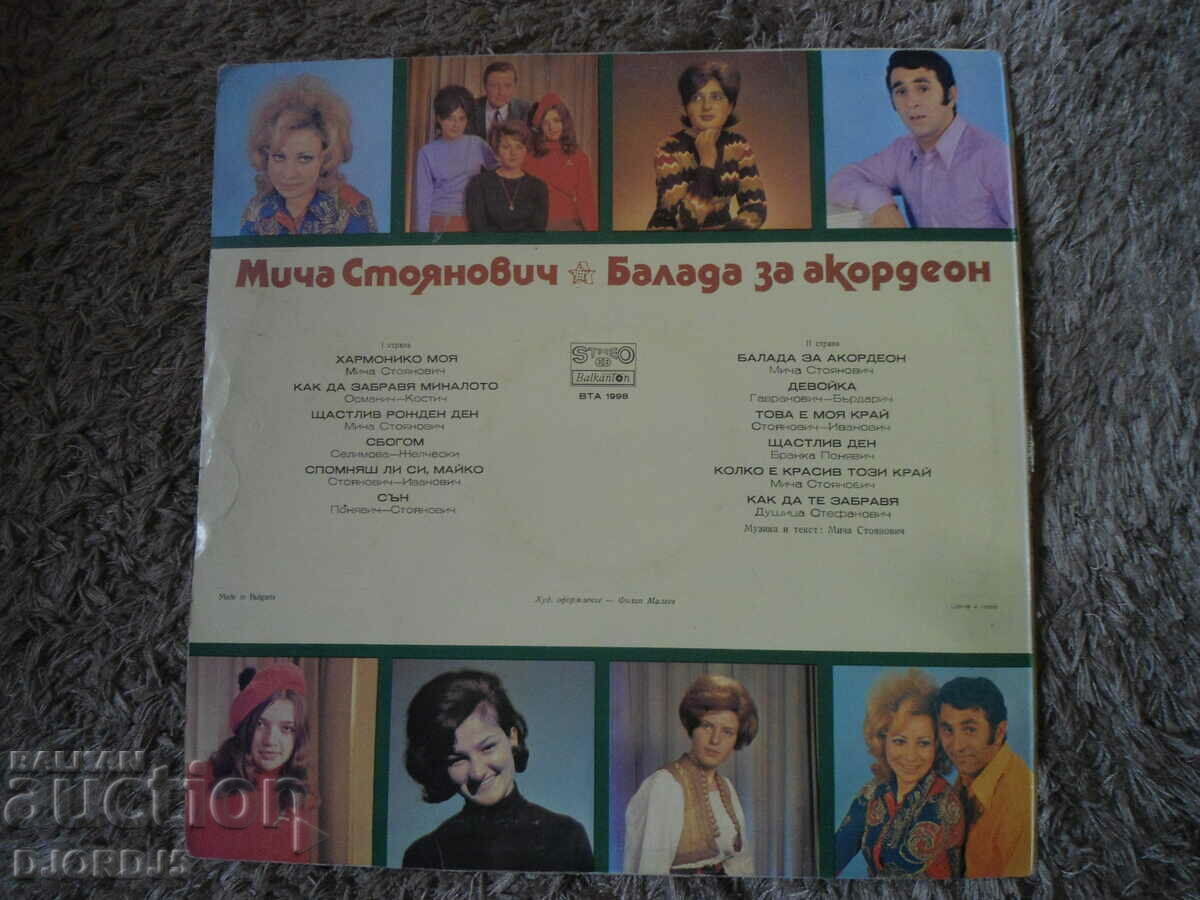 Мича Стоянович Балада за акордеон
I страна
ХАРМОНИКО МОЯ
Мича Стоянович
КАК ДА ЗАБРАВЯ МИНАЛОТО
Османич—Костич
ЩАСТЛИВ РОЖДЕН ДЕН
Мича Стоянович
СБОГОМ
Селимова—Желчески
СПОМНЯШ ЛИ СИ, МАЙКО
Стоянович—Иванович
СЪН
Понявич—Стоянович
STEREO
Balkanton
ВТА 1998
II страна
БАЛАДА ЗА АКОРДЕОН
Мича Стоянович
ДЕВОЙКА
Гавранович—Бърдарич
ТОВА Е МОЯ КРАЙ
Стоянович—Иванович
ЩАСТЛИВ ДЕН
Бранка Понявич
КОЛКО Е КРАСИВ ТОЗИ КРАЙ
Мича Стоянович
КАК ДА ТЕ ЗАБРАВЯ
Душица Стефанович
Музика и текст: Мича Стоянович
Made in Bulgaria
Худ. оформление — Филип Малеев
BALKAN
auction
DJORDJ5